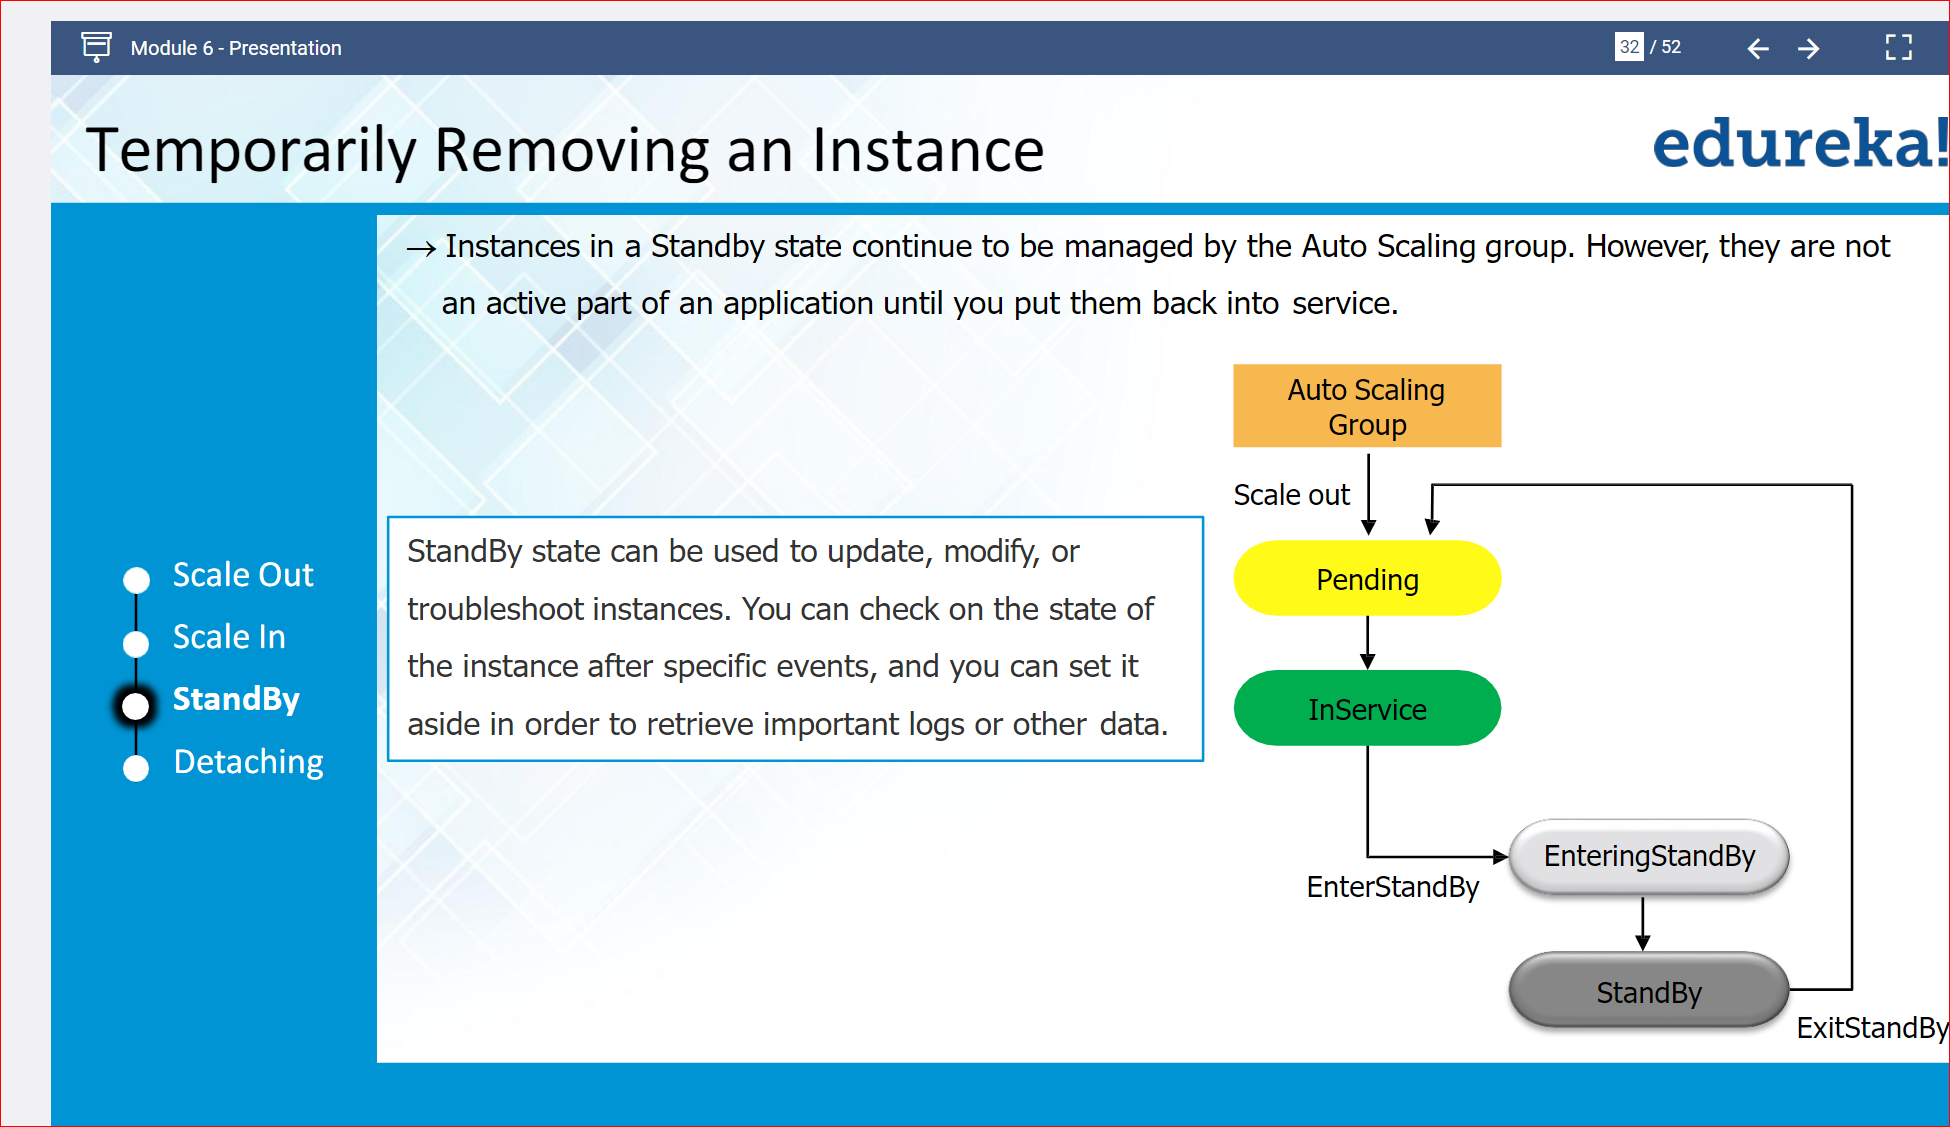 Module 6 - Presentation
32 / 52
Temporarily Removing an Instance
edureka!
→ Instances in a Standby state continue to be managed by the Auto Scaling group. However, they are not
an active part of an application until you put them back into service.
Auto Scaling
Group
Scale out
Pending
InService
EnterStandBy
EnteringStandBy
StandBy
ExitStandBy
StandBy state can be used to update, modify, or
troubleshoot instances. You can check on the state of
the instance after specific events, and you can set it
aside in order to retrieve important logs or other data.
Scale Out
Scale In
StandBy
Detaching